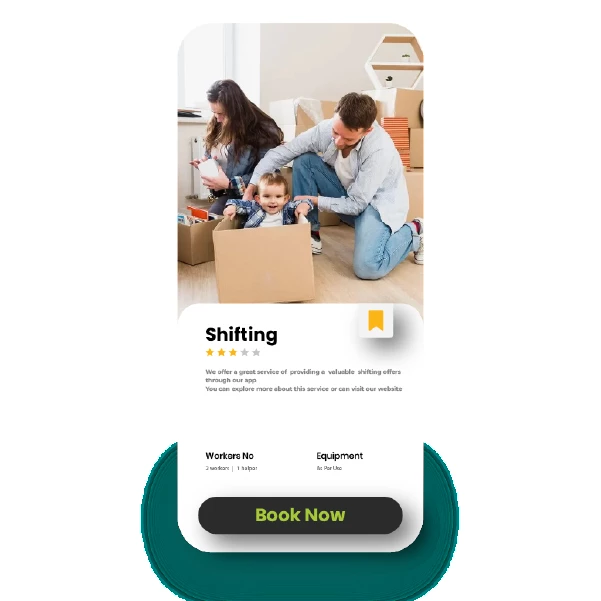 Shifting
We offer a great service of providing a valuable shifting offers
through our app
You can explore more about this service or can visit our website
Workers No
Equipment
2 workers | 1 helper
As Per Use
Book Now